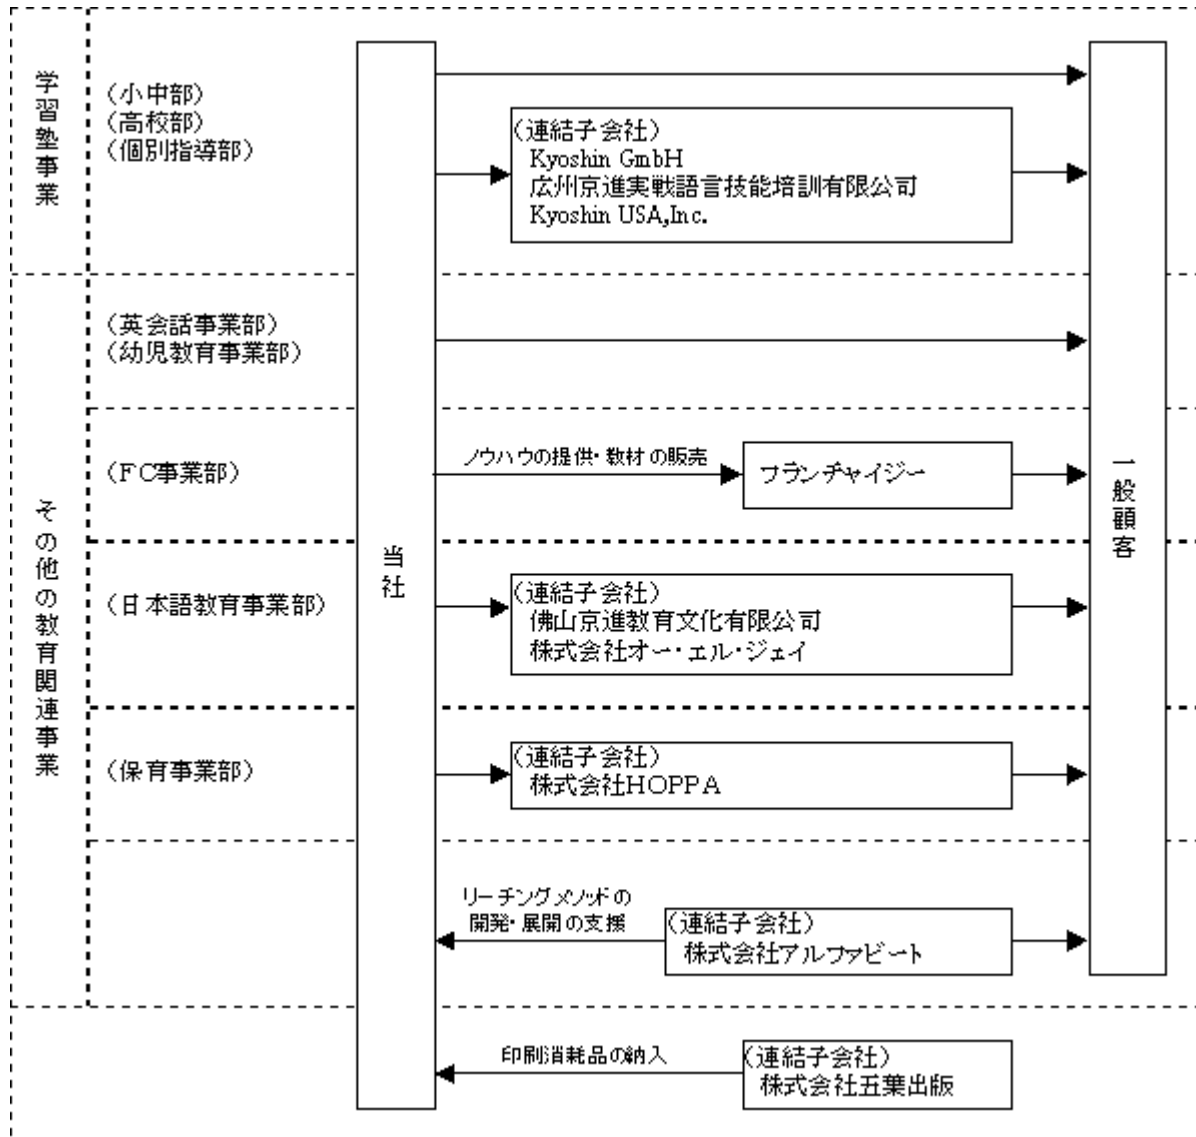 学習塾事業
（小中部）
（高校部）
（個別指導部）
（連結子会社）
Kyoshin GmbH
広州京進実戦語言技能培訓有限公司
Kyoshin USA,Inc.
その他の教育関連事業
（英会話事業部）
（幼児教育事業部）
（FC事業部）
ノウハウの提供・教材の販売
フランチャイジー
当社
一般顧客
（日本語教育事業部）
（連結子会社）
佛山京進教育文化有限公司
株式会社オー・エル・ジェイ
（保育事業部）
（連結子会社）
株式会社HOPPA
リーチングメソッドの
開発・展開の支援
（連結子会社）
株式会社アルファビート
印刷消耗品の納入
（連結子会社）
株式会社五葉出版